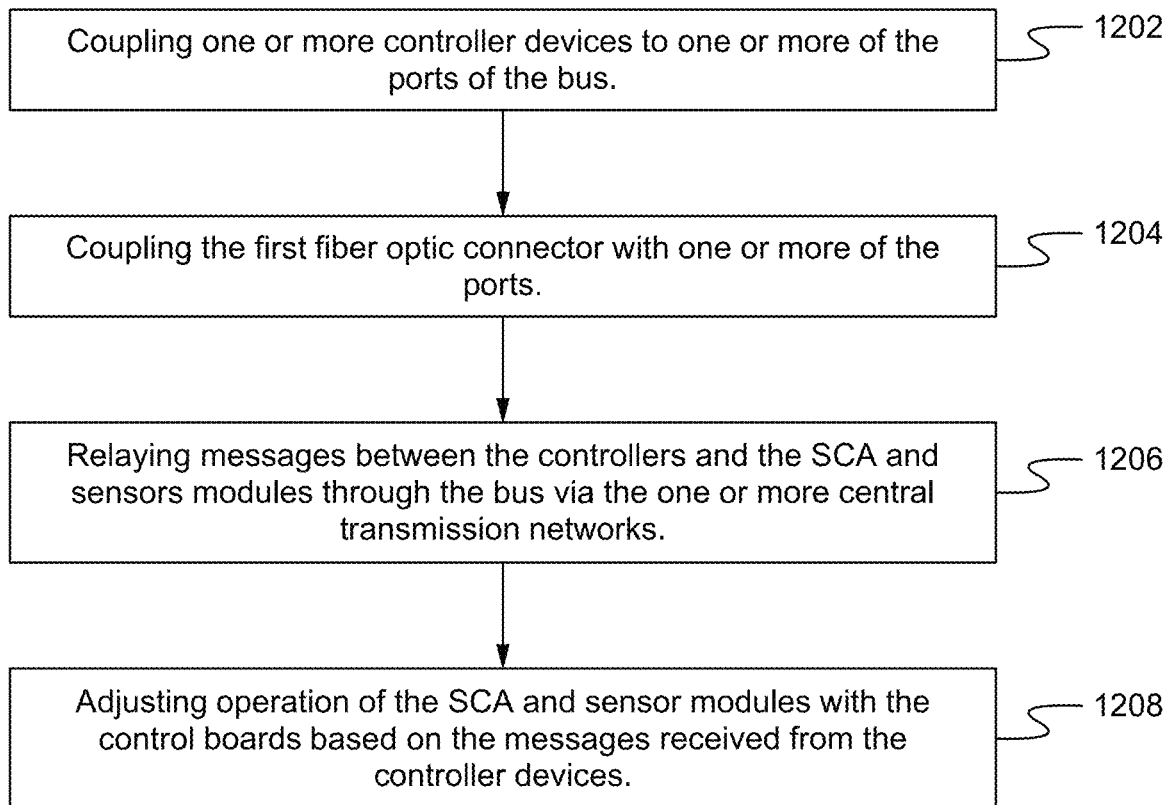 Coupling one or more controller devices to one or more of the
ports of the bus.
1202
Coupling the first fiber optic connector with one or more of the
ports.
1204
Relaying messages between the controllers and the SCA and
sensors modules through the bus via the one or more central
transmission networks.
1206
Adjusting operation of the SCA and sensor modules with the
control boards based on the messages received from the
controller devices.
1208